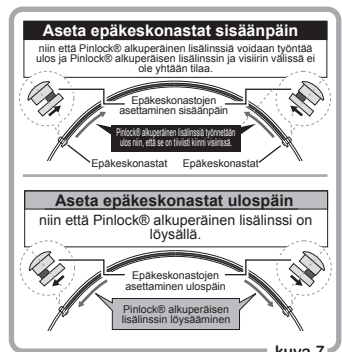 Aseta epäkeskonastat sisäänpäin
niin että Pinlock® alkuperäinen lisälinssiä voidaan työntää
ulos ja Pinlock® alkuperäisen lisälinssin ja visiirin välissä ei
ole yhtään tilaa.
Epäkeskonastojen
asettaminen sisäänpäin
Pinlock® alkuperäinen lisälinssiä työnnetään
ulos niin, että se on tiiviisti kiinni visiirissä.
Epäkeskonastat
Epäkeskonastat
Aseta epäkeskonastat ulospäin
niin että Pinlock® alkuperäinen lisälinssi on
löysällä.
Epäkeskonastojen
asettaminen ulospäin
Pinlock® alkuperäisen
lisälinssin löysääminen
kuva 7